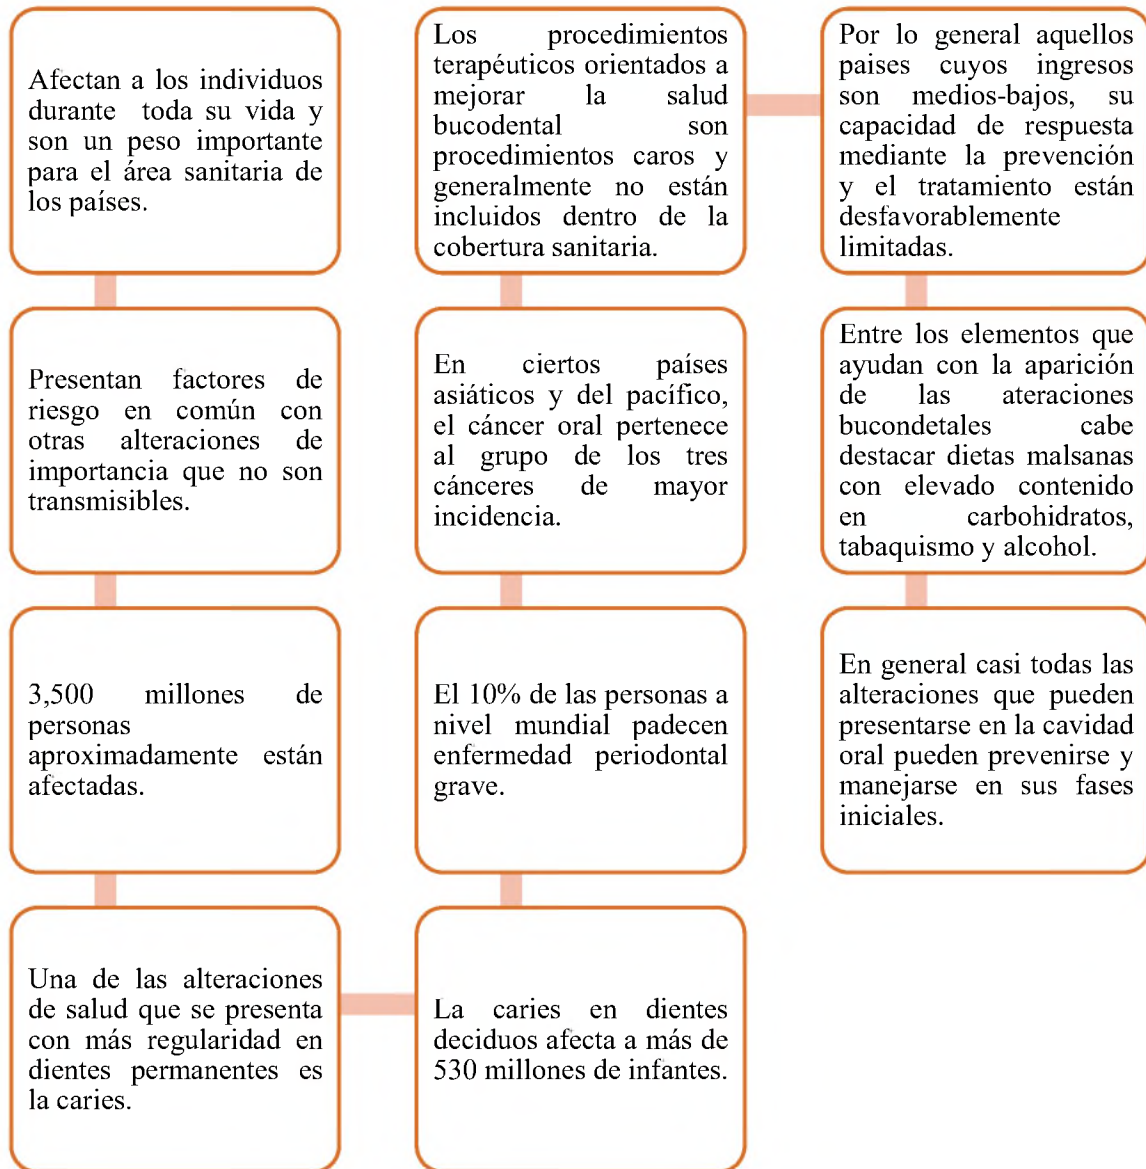 Afectan a los individuos
durante toda su vida y
son un peso importante
para el área sanitaria de
los países.
Presentan factores de
riesgo en común con
otras alteraciones de
importancia que no son
transmisibles.
3,500 millones de
personas
aproximadamente están
afectadas.
Una de las alteraciones
de salud que se presenta
con más regularidad en
dientes permanentes es
la caries.
La caries en dientes
deciduos afecta a más de
530 millones de infantes.
El 10% de las personas a
nivel mundial padecen
enfermedad periodontal
grave.
En ciertos países
asiáticos y del pacífico,
el cáncer oral pertenece
al grupo de los tres
cánceres de mayor
incidencia.
Los procedimientos
terapéuticos orientados a
mejorar la salud
bucodental son
procedimientos caros y
generalmente no están
incluidos dentro de la
cobertura sanitaria.
Por lo general aquellos
paises cuyos ingresos
son medios-bajos, su
capacidad de respuesta
mediante la prevención
y el tratamiento están
desfavorablemente
limitadas.
Entre los elementos que
ayudan con la aparición
de las ateraciones
bucondetales cabe
destacar dietas malsanas
con elevado contenido
en carbohidratos,
tabaquismo y alcohol.
En general casi todas las
alteraciones que pueden
presentarse en la cavidad
oral pueden prevenirse y
manejarse en sus fases
iniciales.